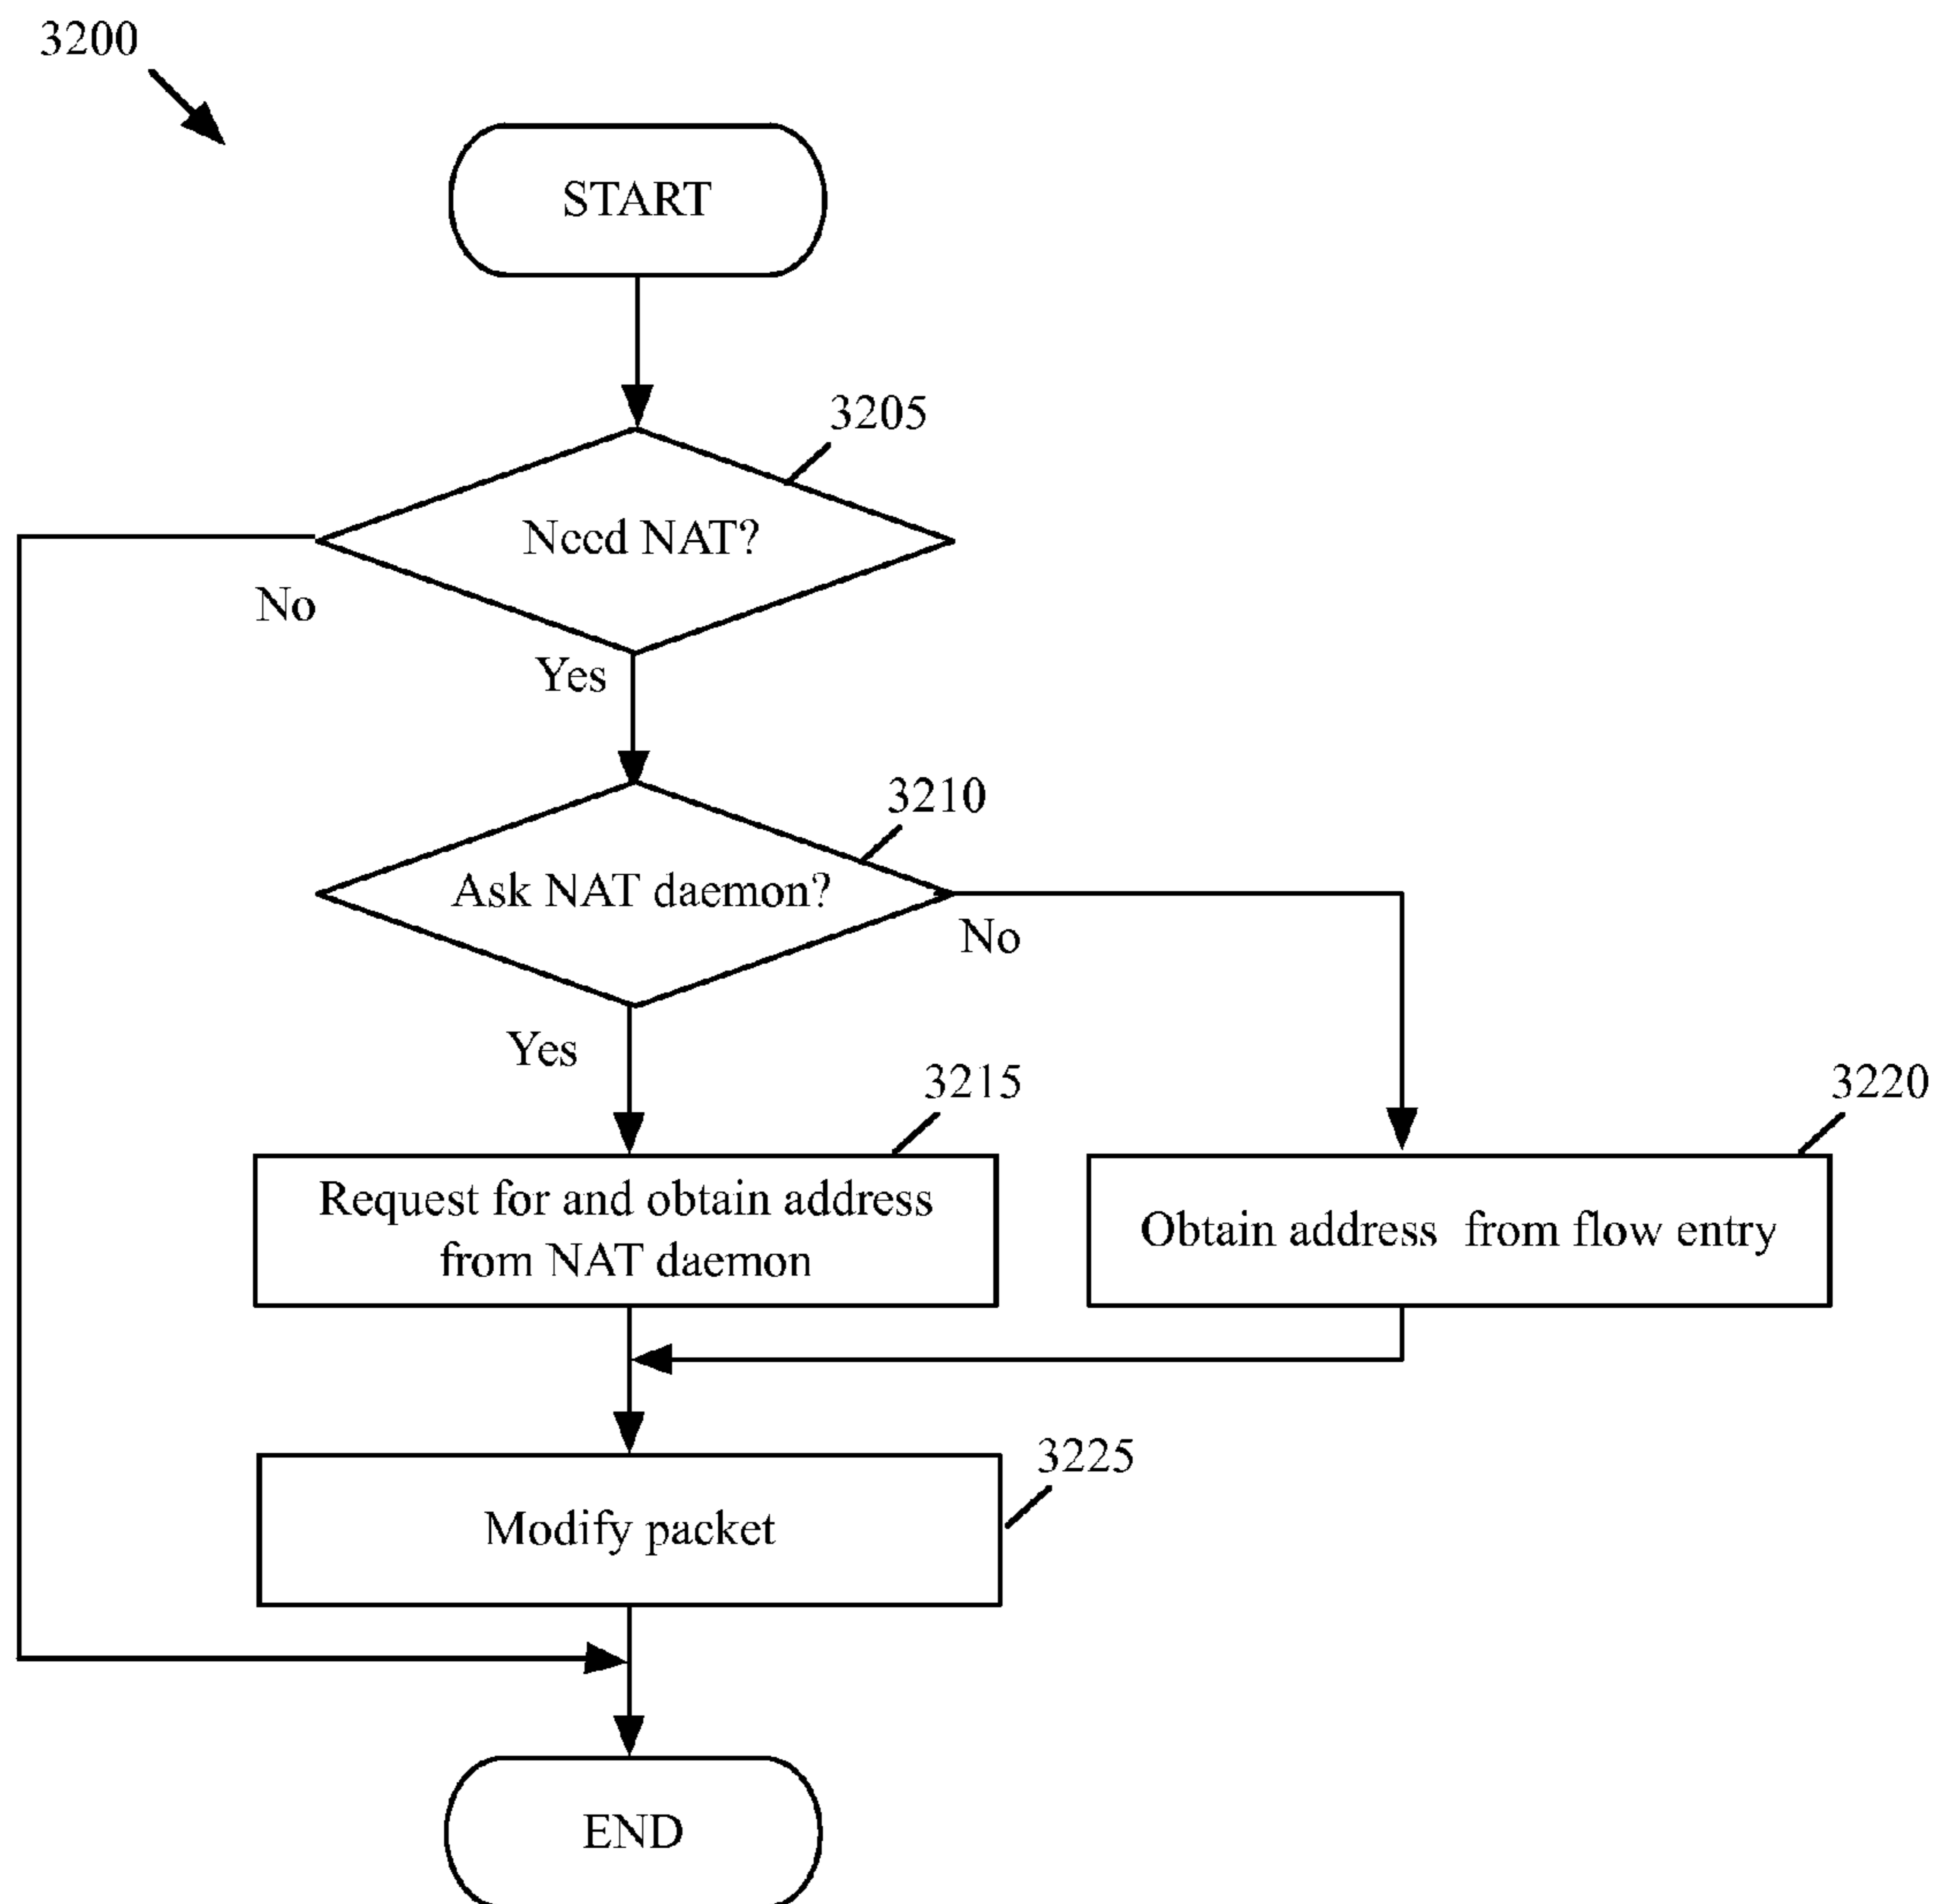 3200
START
3205
Need NAT?
No
Yes
3210
Ask NAT daemon?
No
Yes
3215
3220
Request for and obtain address
from NAT daemon
Obtain address from flow entry
3225
Modify packet
END